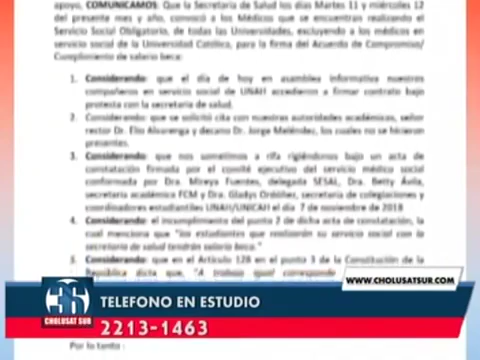 apoyo, COMUNICAMOS: Que la Secretaria de Salud los días Martes 11 y miércoles 12
del presente mes y año, convoco a los Médicos que se encuentran realizando el
Servicio Social Obligatorio, de todas las Universidades, excluyendo a los médicos en
servicio social de la Universidad Católica, para la firma del Acuerdo de Compromiso/
Cumplimiento de salario beca:
1. Considerando: que el día de hoy en asamblea informativa nuestros
compañeros en servicio social de UNAH accedieron a firmar contrato bajo
protesta con la secretaria de salud.
2. Considerando: que se solicitó cita con nuestras autoridades académicas, señor
rector Dr. Elio Alvarenga y decano Dr. Jorge Meléndez, los cuales no se hicieron
presentes.
3. Considerando: que nos sometimos a rifa rigiéndonos bajo un acta de
constatación firmada por el comité ejecutivo del servicio médico social
conformada por Dra. Mireya Fuentes, delegada SESAL, Dra. Betty Ávila,
secretaria académica FCM y Dra. Gladys Ordóñez, secretaria de colegiaciones y
coordinadores estudiantiles UNAH/UNICAH el día 7 de noviembre de 2018
4. Considerando: el incumplimiento del punto 2 de dicha acta de constatación, la
cual menciona que "los estudiantes que realizarán su servicio social con la
secretaría de salud tendrán salario beca."
5. Considerando: que en el Artículo 128 en el punto 3 de la Constitución de la
República dicta que, "A trabajo igual corresponde
WWW.CHOLUSATSUR.COM
36
CHOLUSAT SUR
TELEFONO EN ESTUDIO
2213-1463
Por lo tanto :